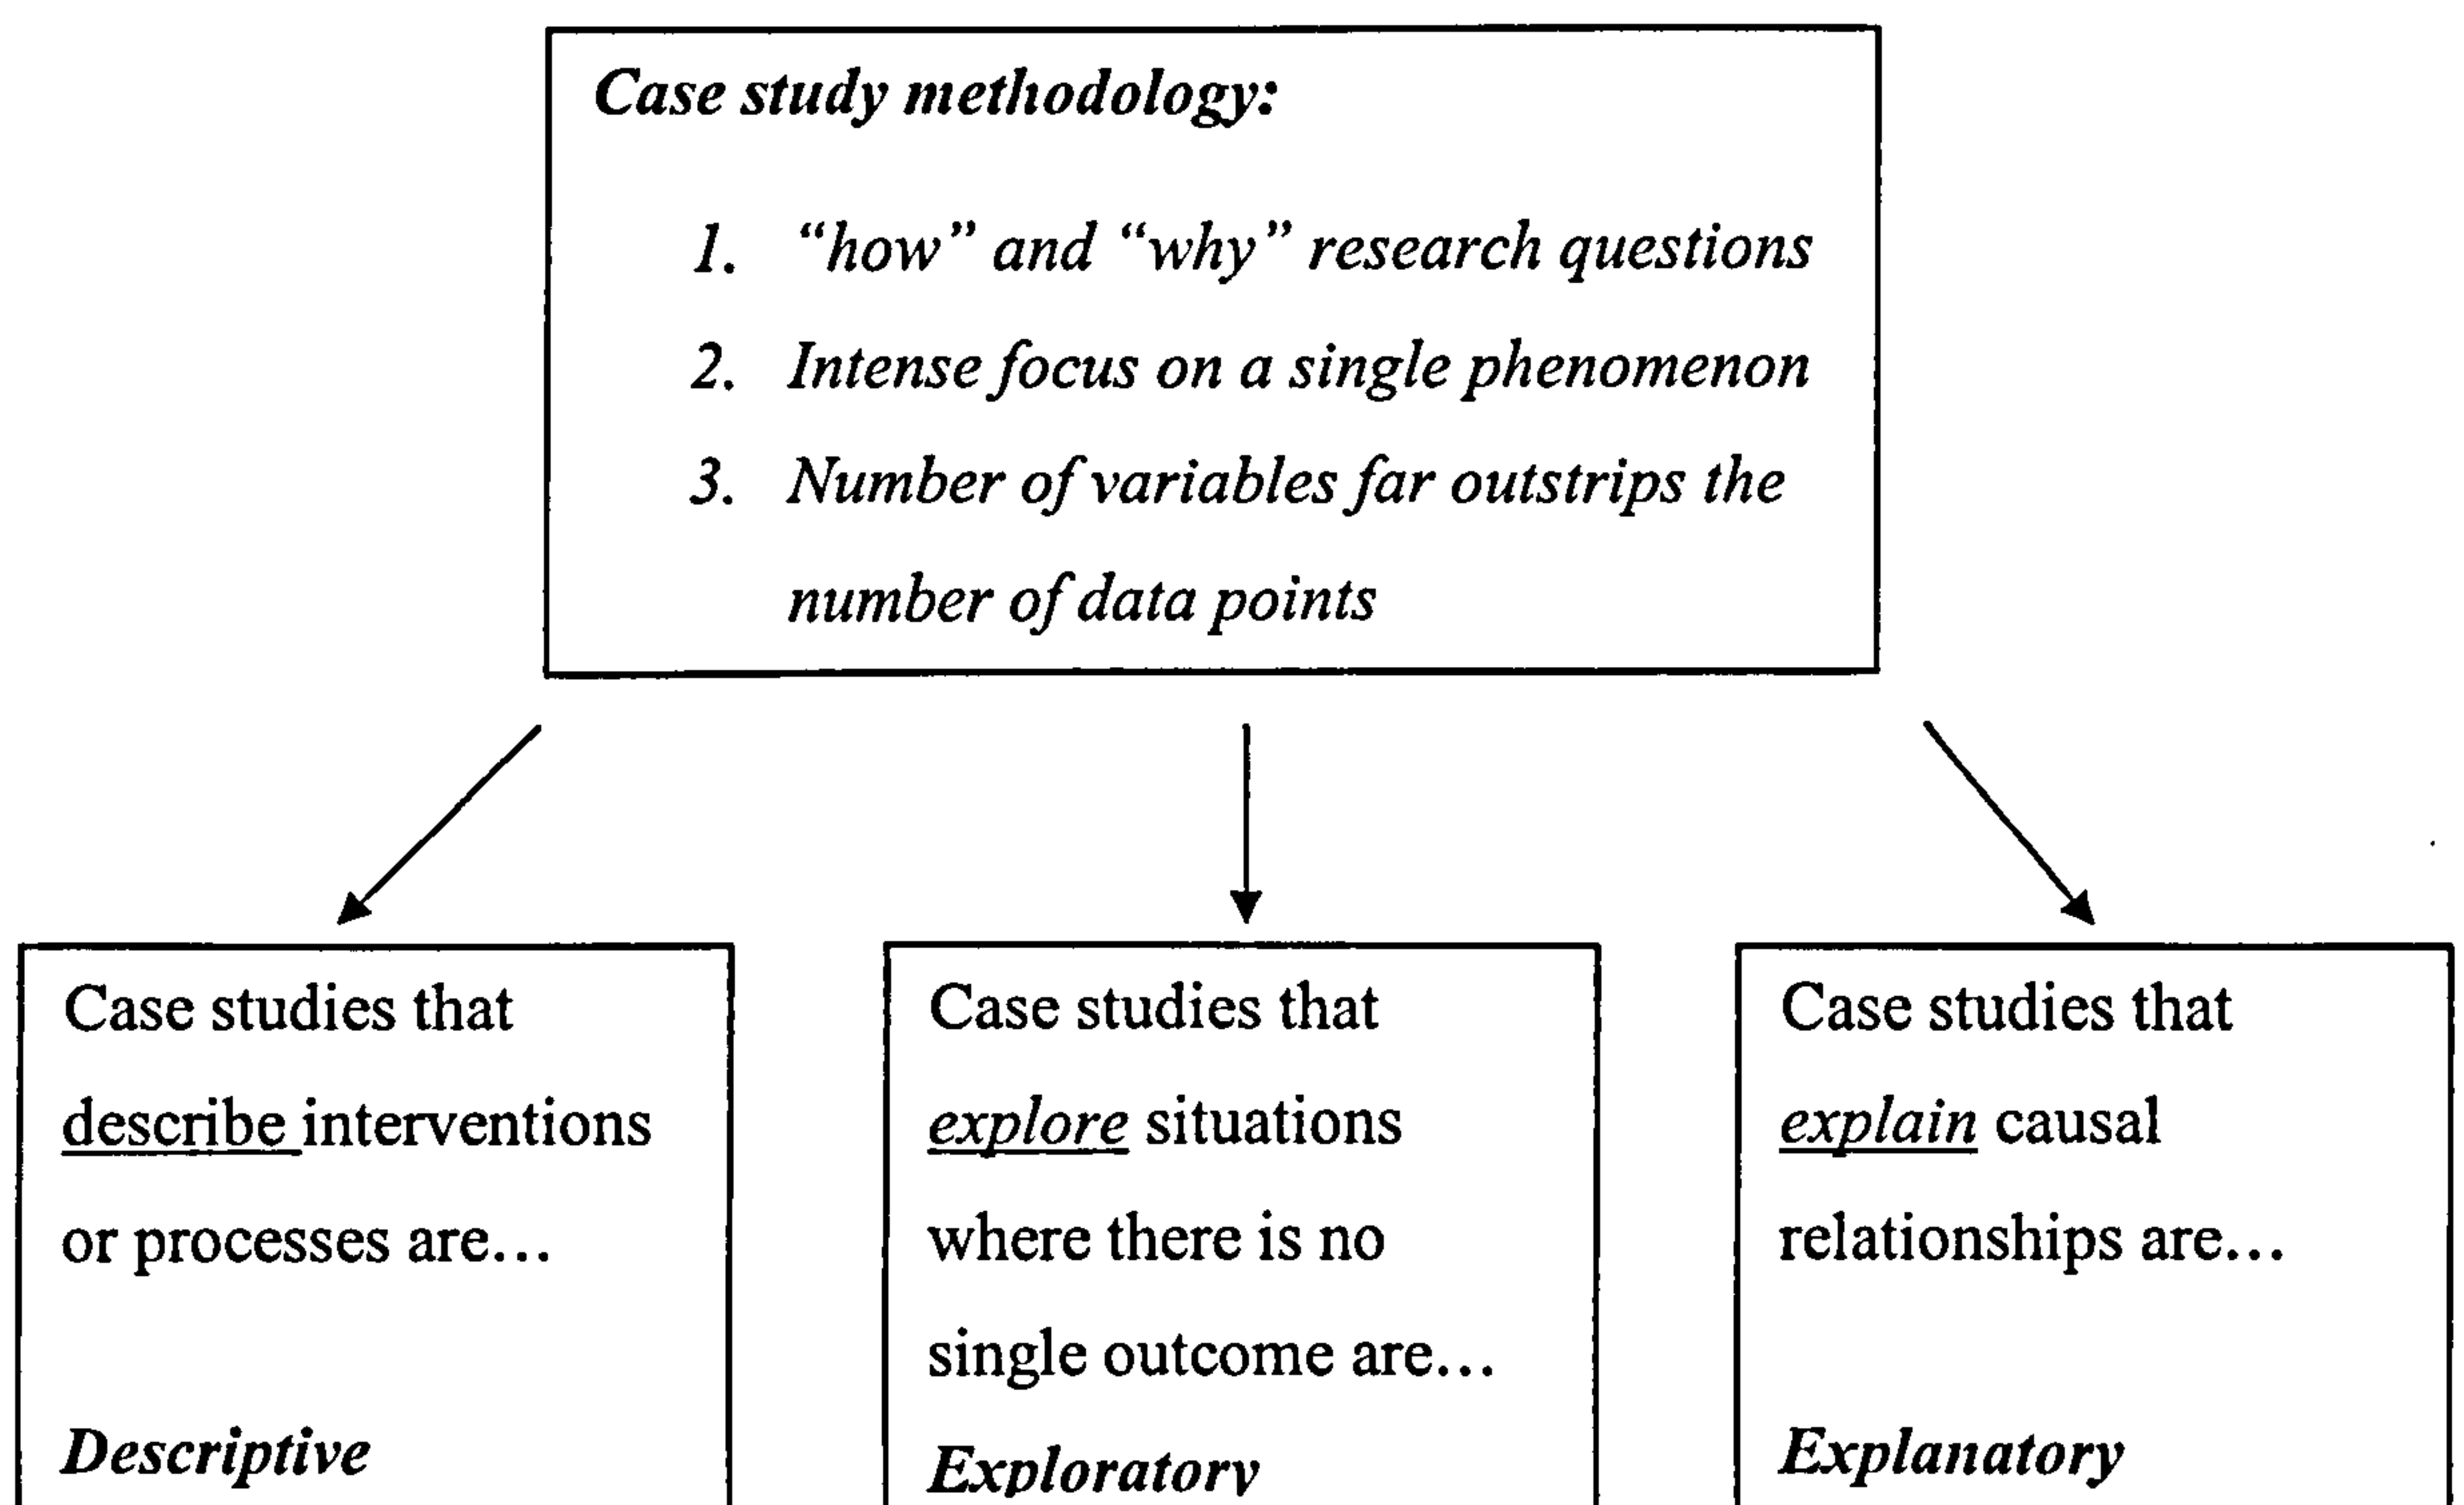 Case study methodology:
1. “how” and “why” research questions
2. Intense focus on a single phenomenon
3. Number of variables far outstrips the
number of data points
Case studies that
describe interventions
or processes are...
Descriptive
Case studies that
explore situations
where there is no
single outcome are...
Exploratory
Case studies that
explain causal
relationships are...
Explanatory